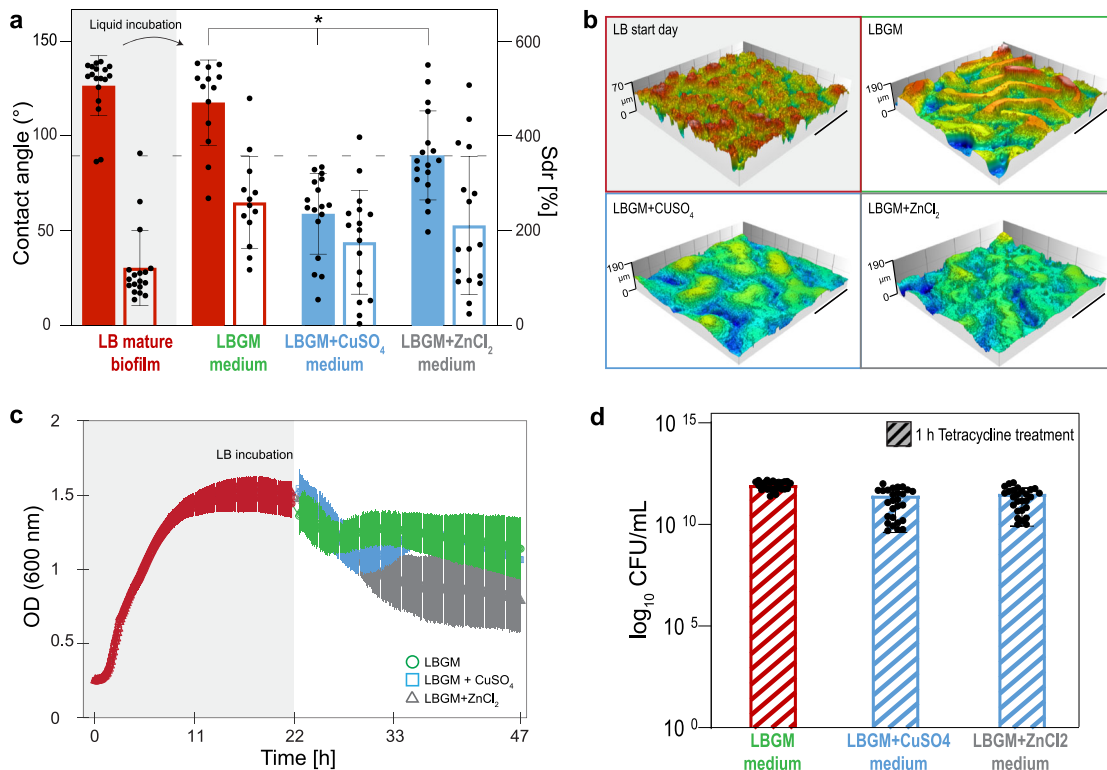 a
Liquid incubation
*
150
100
50
0
Contact angle (°)
600
400
200
0
Sdr [%]
LB mature
biofilm
LBGM
medium
LBGM+CuSO₄
medium
LBGM+ZnCl₂
medium
b
LB start day
70
µm
0
LBGM
190
µm
0
LBGM+CUSO₄
190
µm
0
LBGM+ZnCl₂
190
µm
0
c
2
1.5
1
0.5
0
OD (600 nm)
LB incubation
LBGM
LBGM + CuSO₄
LBGM+ZnCl₂
0
11
22
33
47
Time [h]
d
10 ¹⁵
10 ¹⁰
10 ⁵
10 ⁰
log₁₀ CFU/mL
1 h Tetracycline treatment
LBGM
medium
LBGM+CuSO4
medium
LBGM+ZnCl2
medium